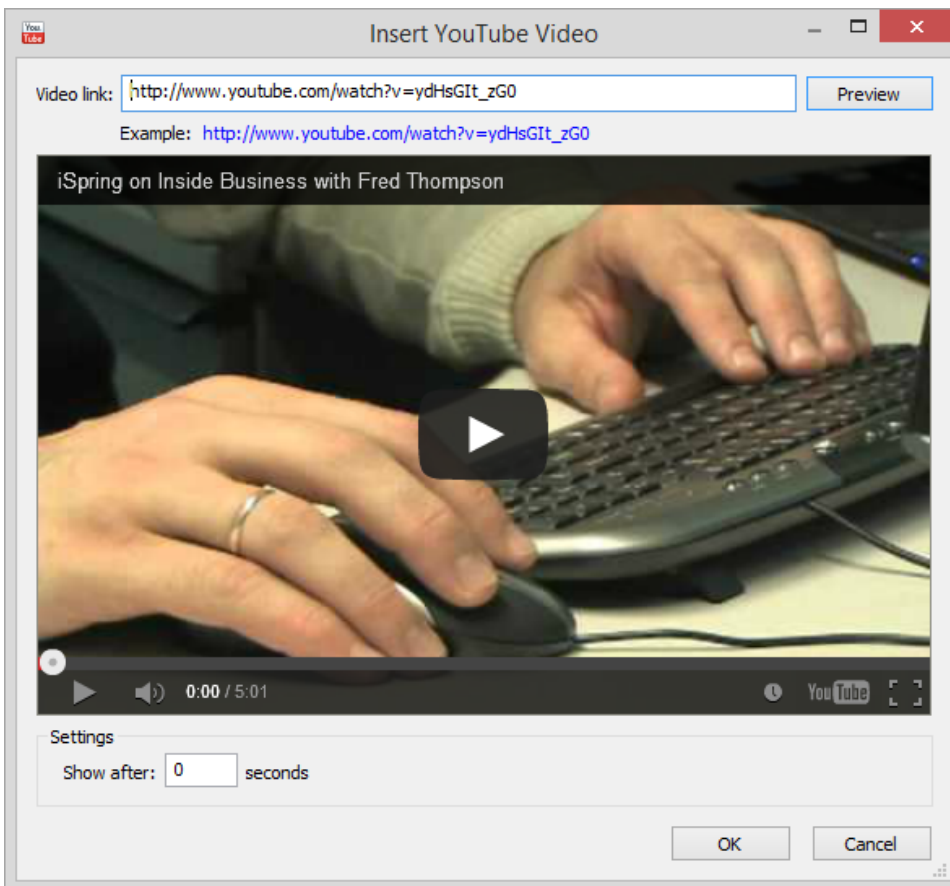 You Tube
Insert YouTube Video
Video link: http://www.youtube.com/watch?v=ydHsGIt_zG0 Preview
Example: http://www.youtube.com/watch?v=ydHsGIt_zG0
iSpring on Inside Business with Fred Thompson
0:00 / 5:01 YouTube
Settings
Show after: 0 seconds
OK Cancel